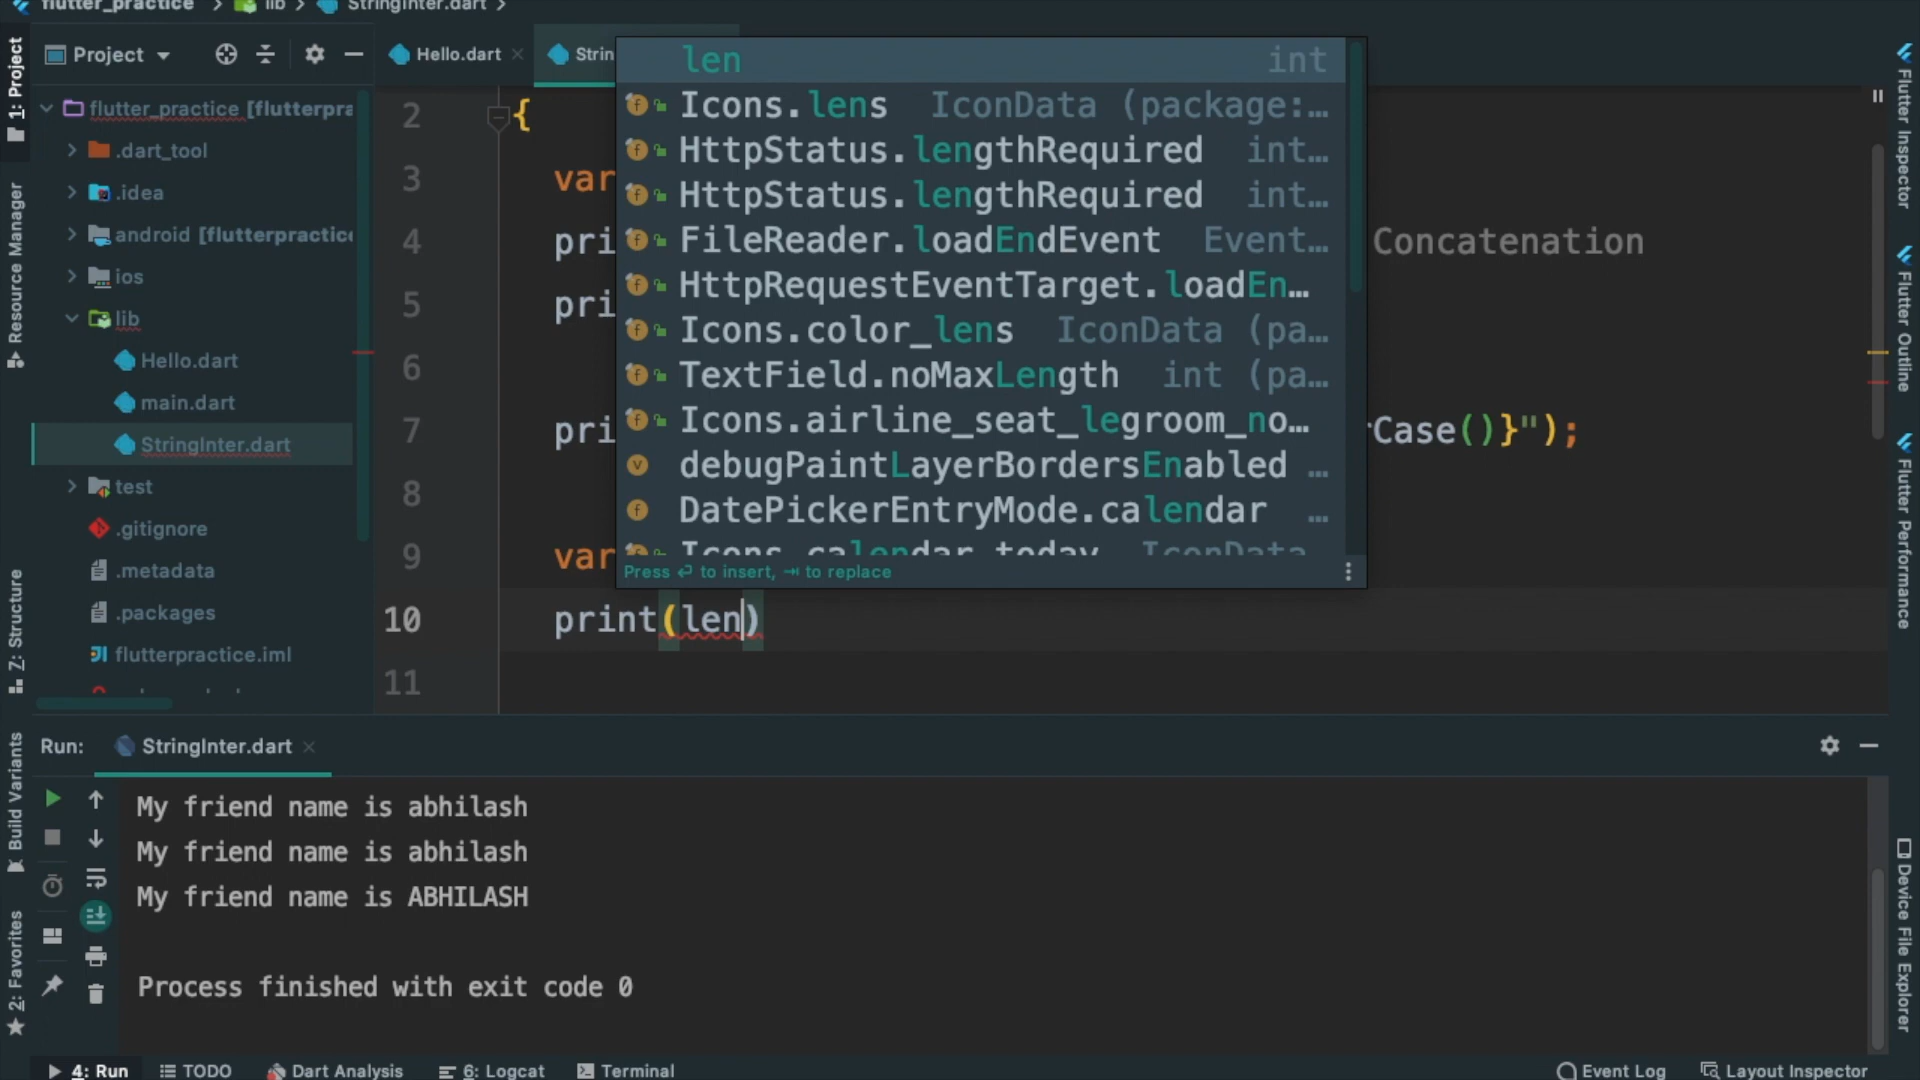 flutter_practice > lib > StringInter.dart >
Project
Hello.dart
Strin
flutter_practice [flutterpra
.dart_tool
.idea
android [flutterpractice
ios
lib
Hello.dart
main.dart
StringInter.dart
test
.gitignore
.metadata
.packages
flutterpractice.iml
1: Project
Resource Manager
Z: Structure
Build Variants
2: Favorites
2 {
3 var
4 pri Concatenation
5 pri
6
7 pri rCase()}");
8
9 var
10 print(len)
11
len int
Icons.lens IconData (package:…
HttpStatus.lengthRequired int…
HttpStatus.lengthRequired int…
FileReader.loadEndEvent Event…
HttpRequestEventTarget.loadEn…
Icons.color_lens IconData (pa…
TextField.noMaxLength int (pa…
Icons.airline_seat_legroom_no…
debugPaintLayerBordersEnabled …
DatePickerEntryMode.calendar …
Icons.calendar_today IconData
Press ⏎ to insert, ⇥ to replace
Flutter Inspector
Flutter Outline
Flutter Performance
Device File Explorer
Run: StringInter.dart
My friend name is abhilash
My friend name is abhilash
My friend name is ABHILASH
Process finished with exit code 0
4: Run TODO Dart Analysis 6: Logcat Terminal Event Log Layout Inspector